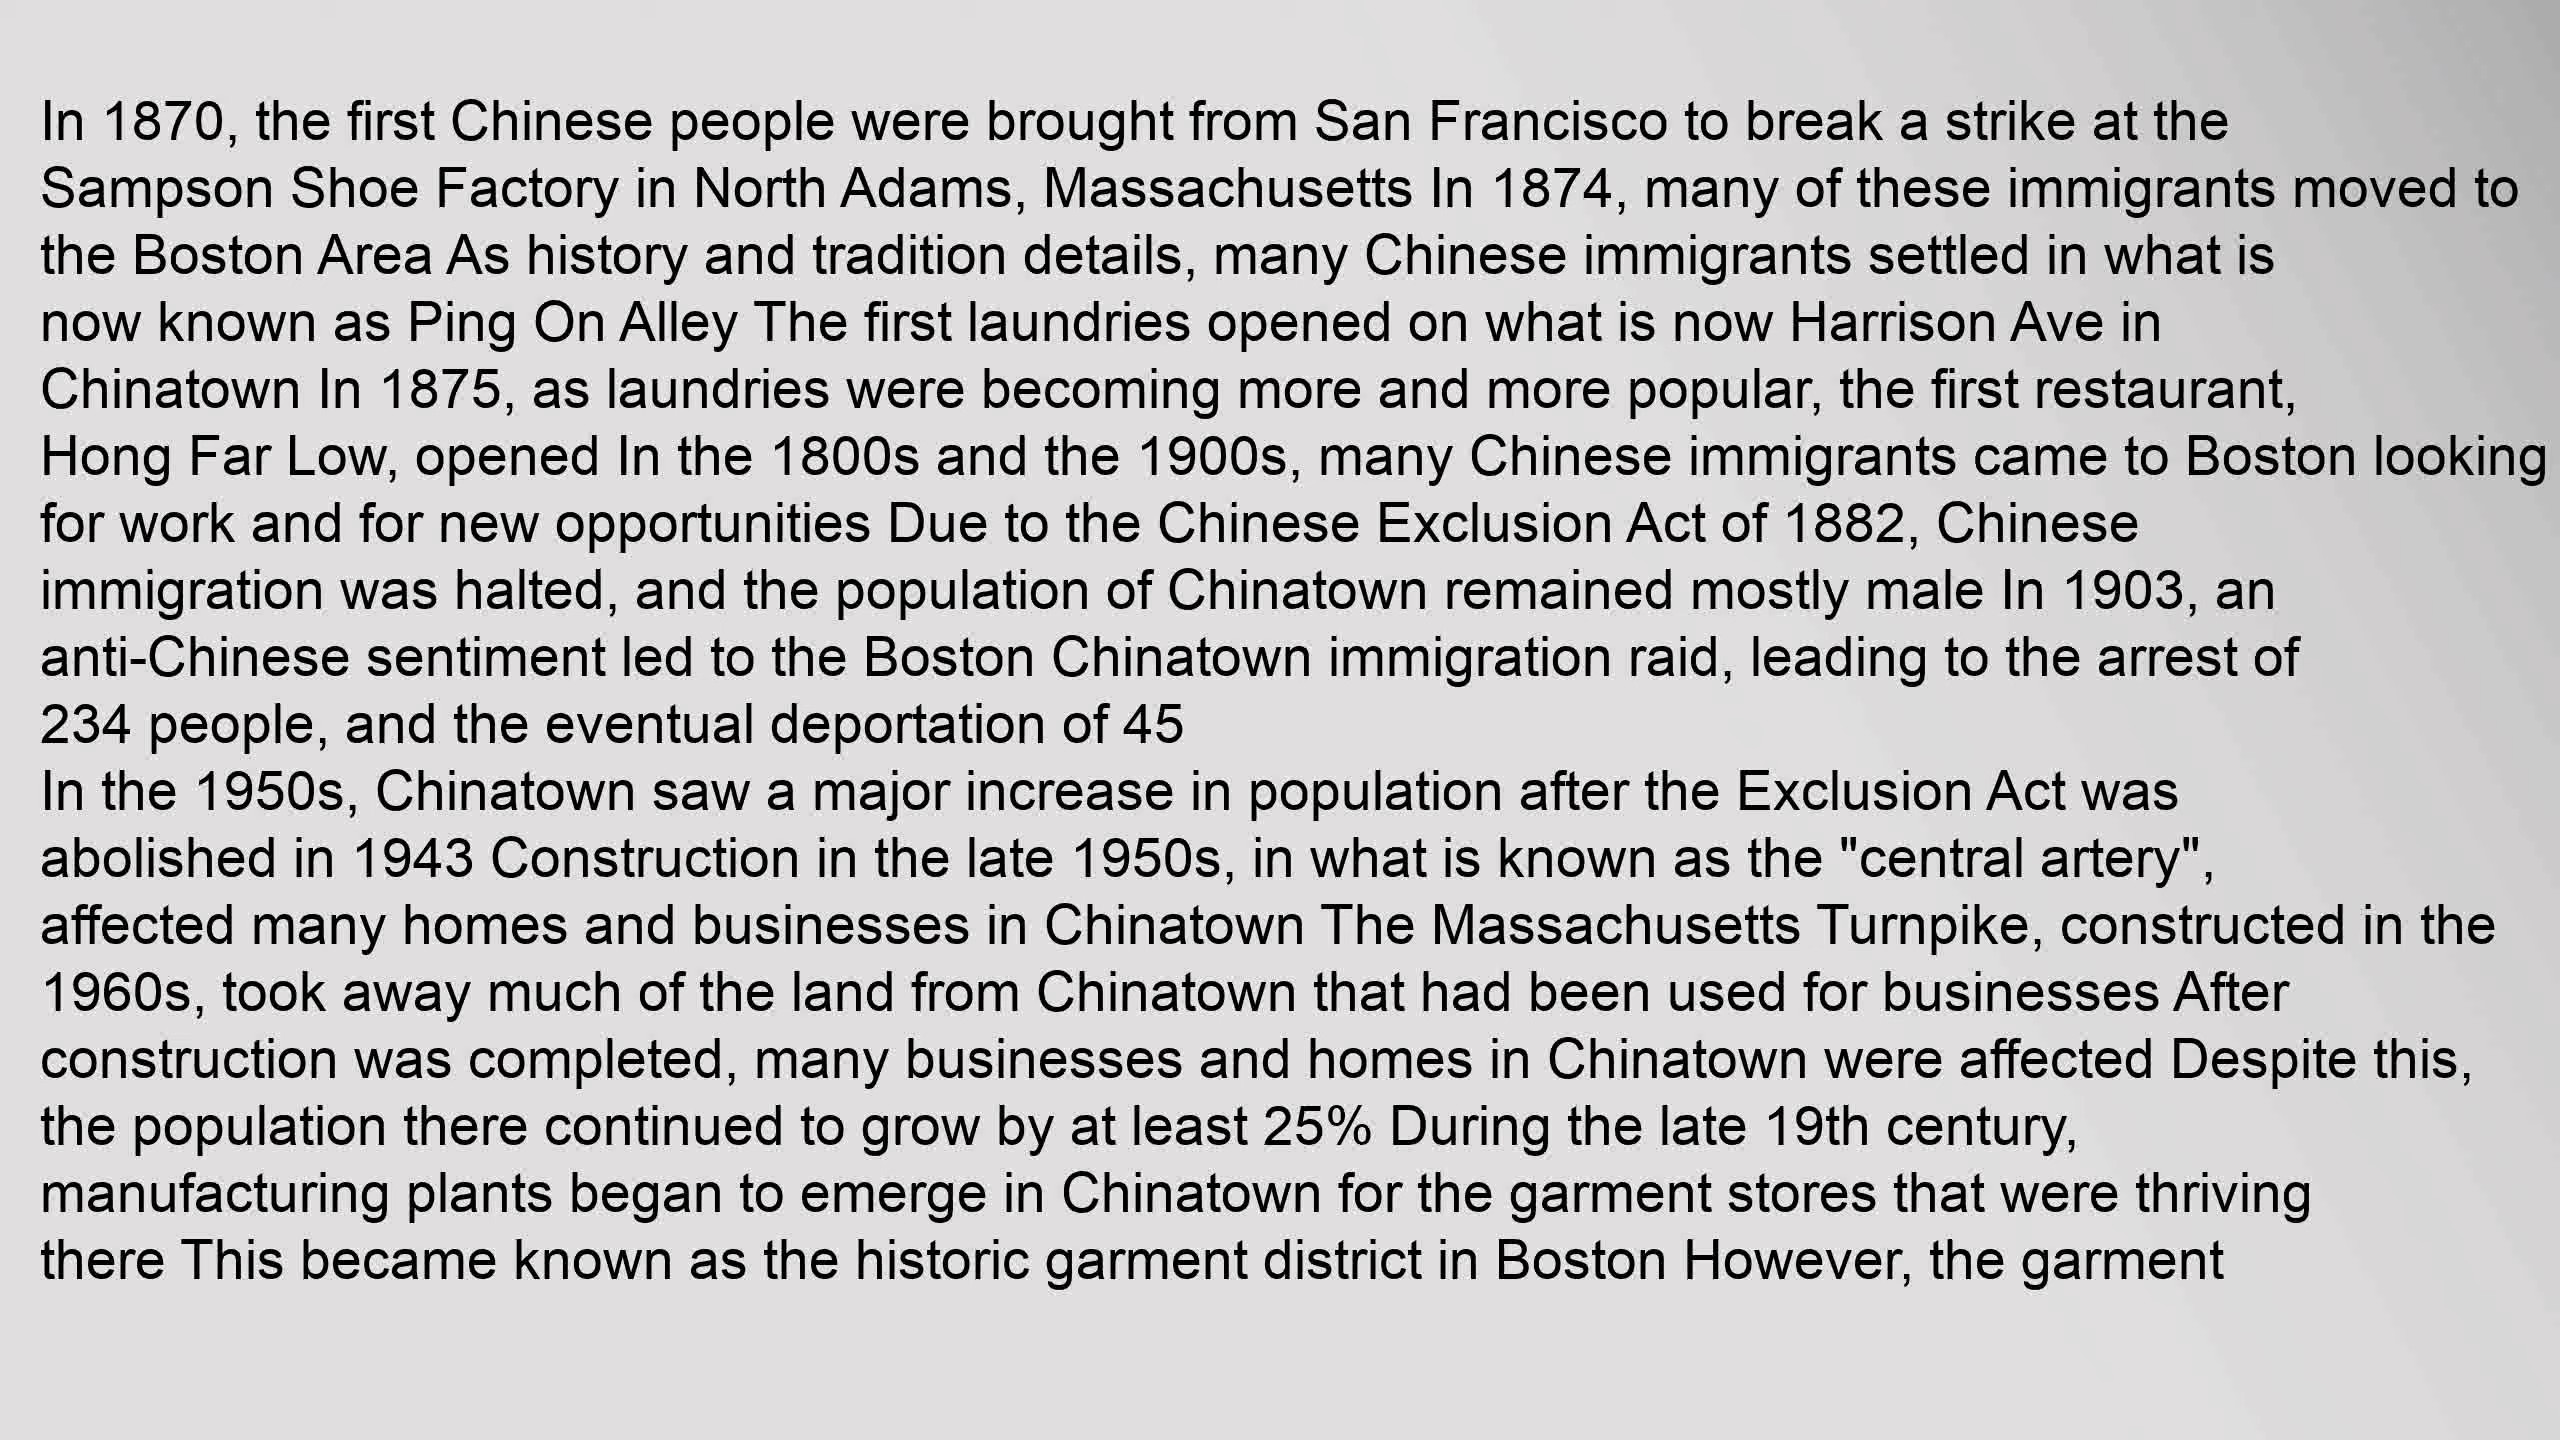 In 1870, the first Chinese people were brought from San Francisco to break a strike at the
Sampson Shoe Factory in North Adams, Massachusetts In 1874, many of these immigrants moved to
the Boston Area As history and tradition details, many Chinese immigrants settled in what is
now known as Ping On Alley The first laundries opened on what is now Harrison Ave in
Chinatown In 1875, as laundries were becoming more and more popular, the first restaurant,
Hong Far Low, opened In the 1800s and the 1900s, many Chinese immigrants came to Boston looking
for work and for new opportunities Due to the Chinese Exclusion Act of 1882, Chinese
immigration was halted, and the population of Chinatown remained mostly male In 1903, an
anti-Chinese sentiment led to the Boston Chinatown immigration raid, leading to the arrest of
234 people, and the eventual deportation of 45
In the 1950s, Chinatown saw a major increase in population after the Exclusion Act was
abolished in 1943 Construction in the late 1950s, in what is known as the "central artery",
affected many homes and businesses in Chinatown The Massachusetts Turnpike, constructed in the
1960s, took away much of the land from Chinatown that had been used for businesses After
construction was completed, many businesses and homes in Chinatown were affected Despite this,
the population there continued to grow by at least 25% During the late 19th century,
manufacturing plants began to emerge in Chinatown for the garment stores that were thriving
there This became known as the historic garment district in Boston However, the garment